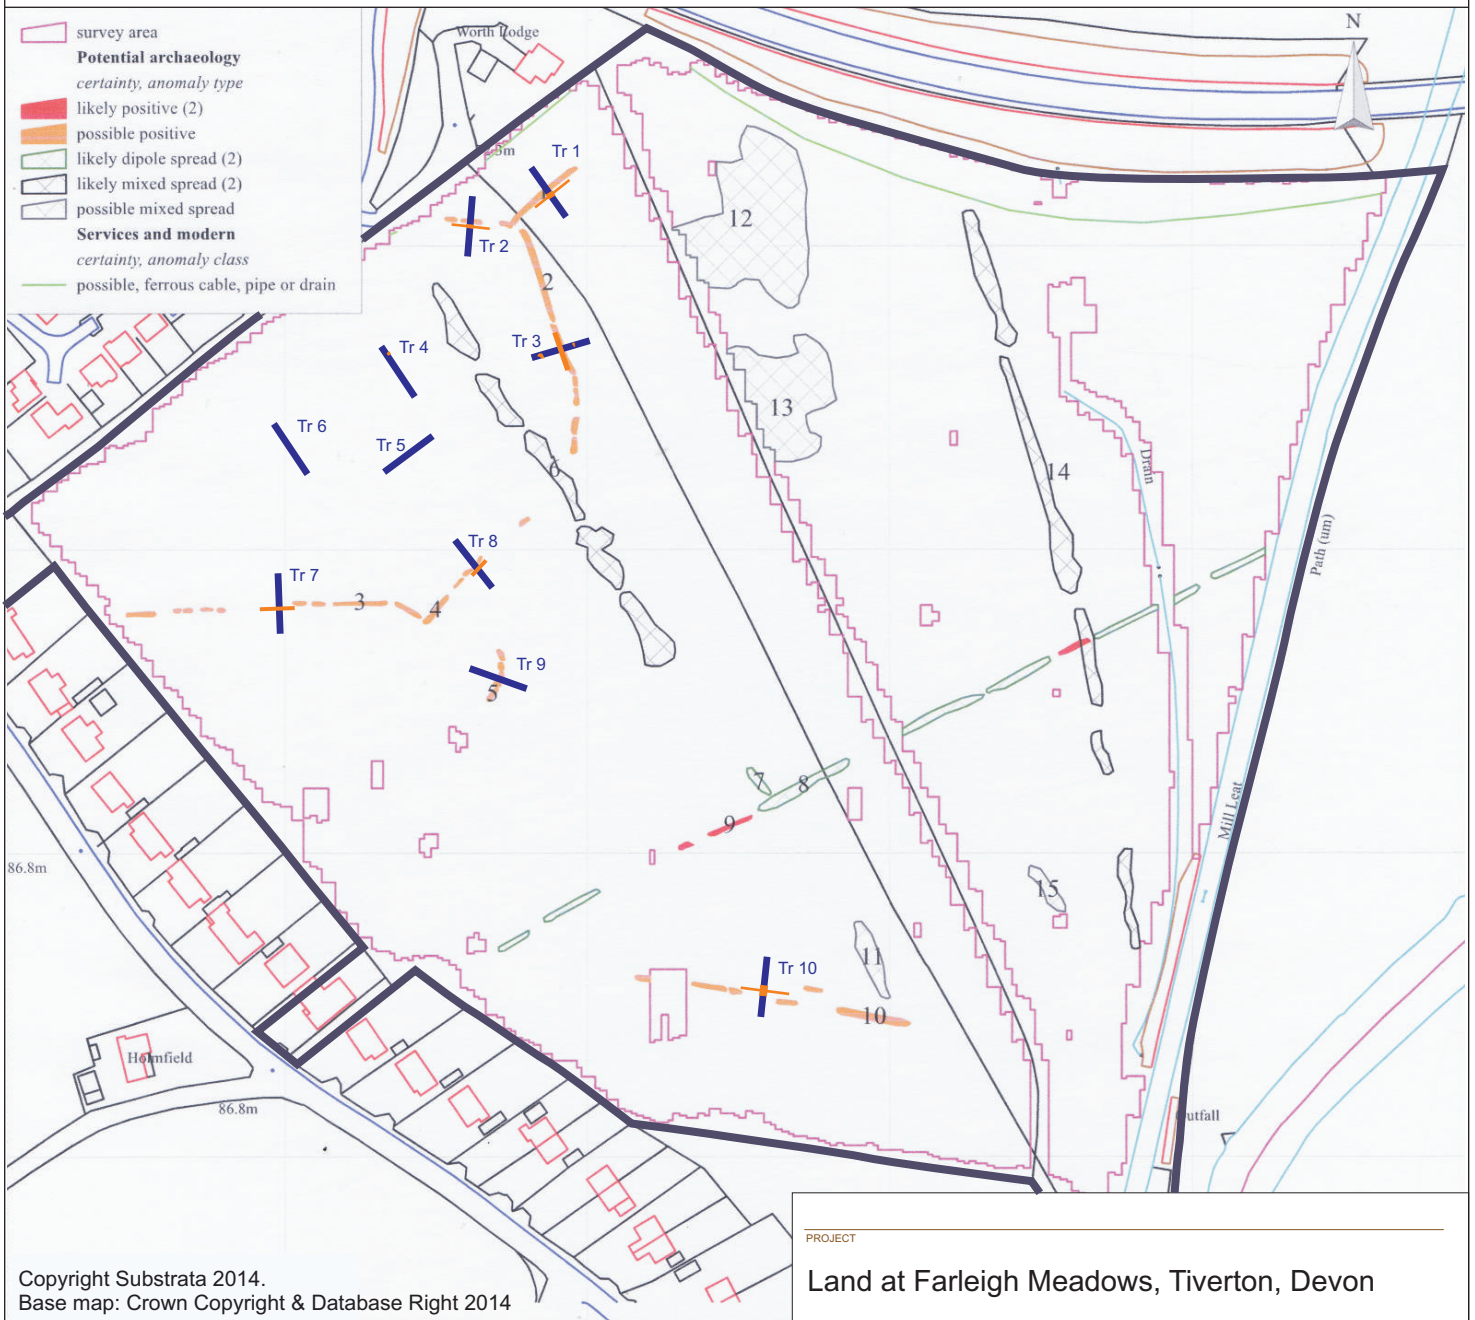 survey area
Potential archaeology
certainty, anomaly type
likely positive (2)
possible positive
likely dipole spread (2)
likely mixed spread (2)
possible mixed spread
Services and modern
certainty, anomaly class
possible, ferrous cable, pipe or drain
Worth Lodge
N
Tr 1
Tr 2
2
12
Tr 3
Tr 4
13
Tr 6
Tr 5
6
14
Drain
Path (um)
Tr 8
Tr 7
3
4
Tr 9
5
7
8
9
Mill Leat
86.8m
15
11
Tr 10
10
Holmfield
86.8m
Outfall
PROJECT
Land at Farleigh Meadows, Tiverton, Devon
Copyright Substrata 2014.
Base map: Crown Copyright & Database Right 2014